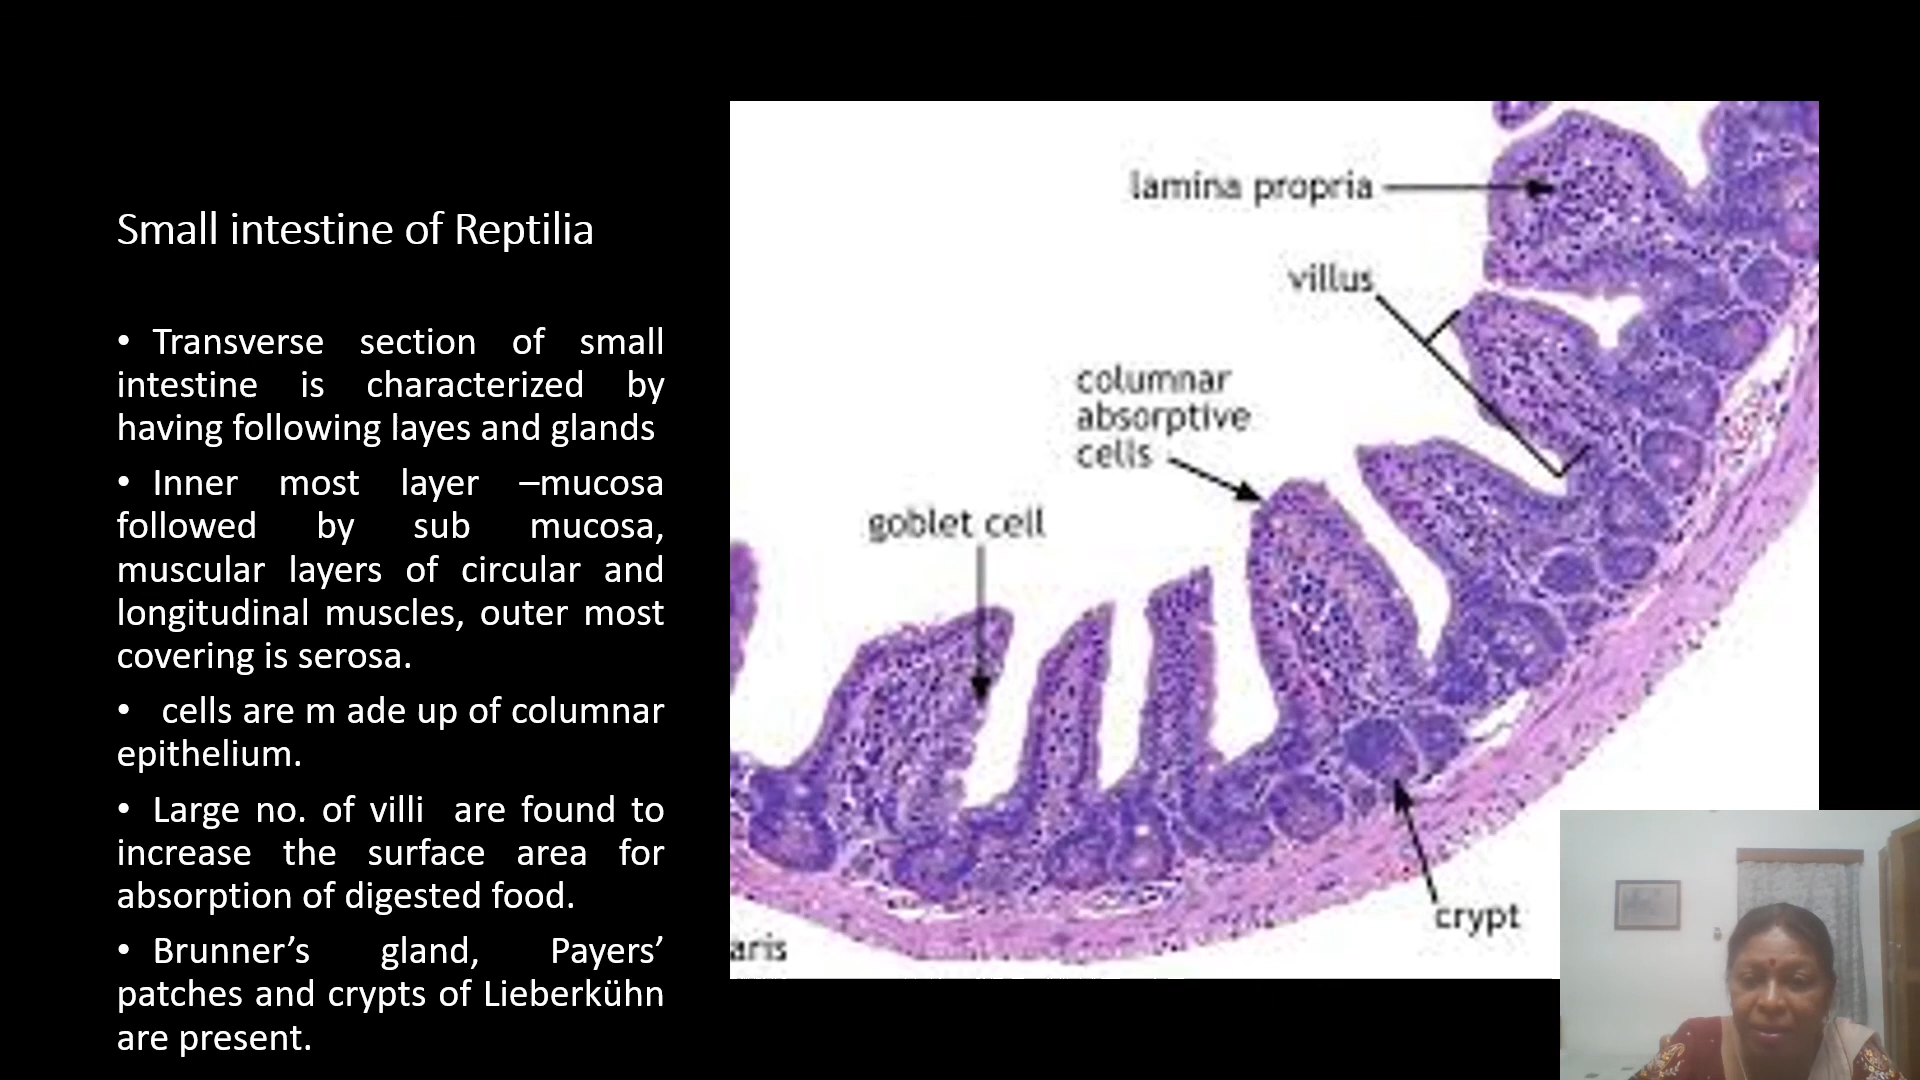 Small intestine of Reptilia
• Transverse section of small
intestine is characterized by
having following layes and glands
• Inner most layer –mucosa
followed by sub mucosa,
muscular layers of circular and
longitudinal muscles, outer most
covering is serosa.
• cells are m ade up of columnar
epithelium.
• Large no. of villi are found to
increase the surface area for
absorption of digested food.
• Brunner’s gland, Payers’
patches and crypts of Lieberkühn
are present.
lamina propria
villus
columnar
absorptive
cells
goblet cell
crypt
aris